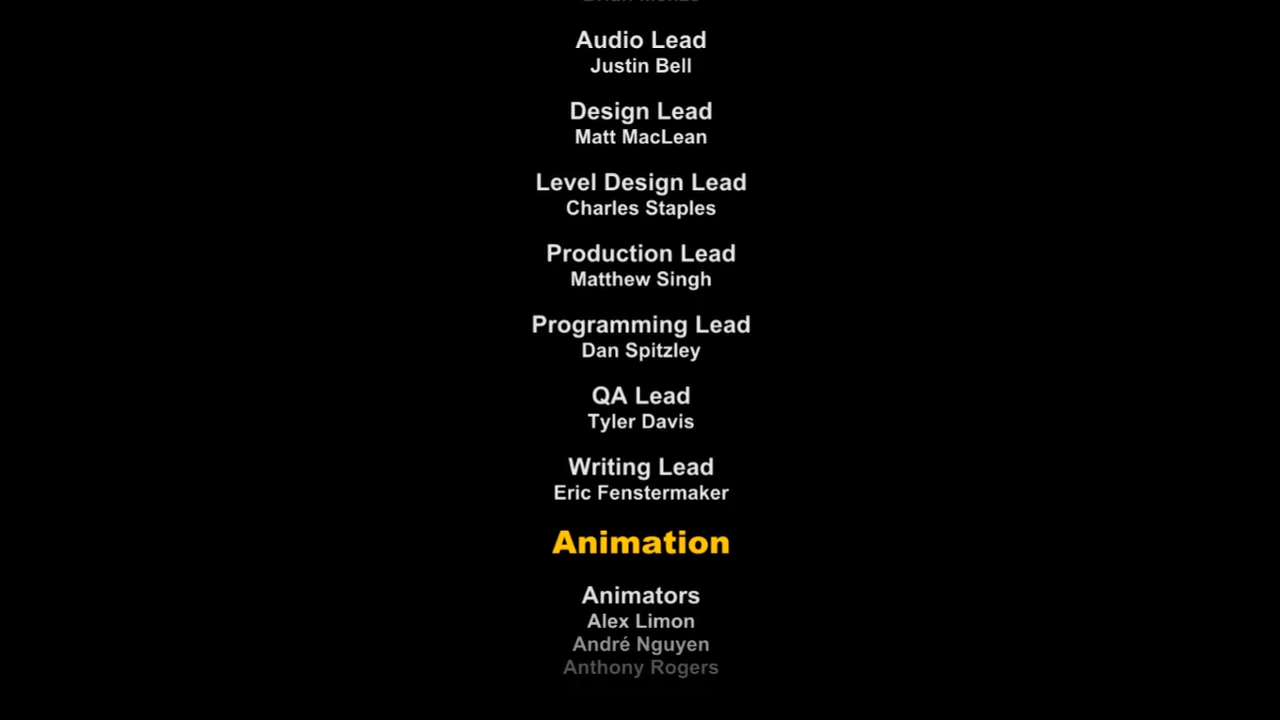 Audio Lead
Justin Bell
Design Lead
Matt MacLean
Level Design Lead
Charles Staples
Production Lead
Matthew Singh
Programming Lead
Dan Spitzley
QA Lead
Tyler Davis
Writing Lead
Eric Fenstermaker
Animation
Animators
Alex Limon
André Nguyen
Anthony Rogers